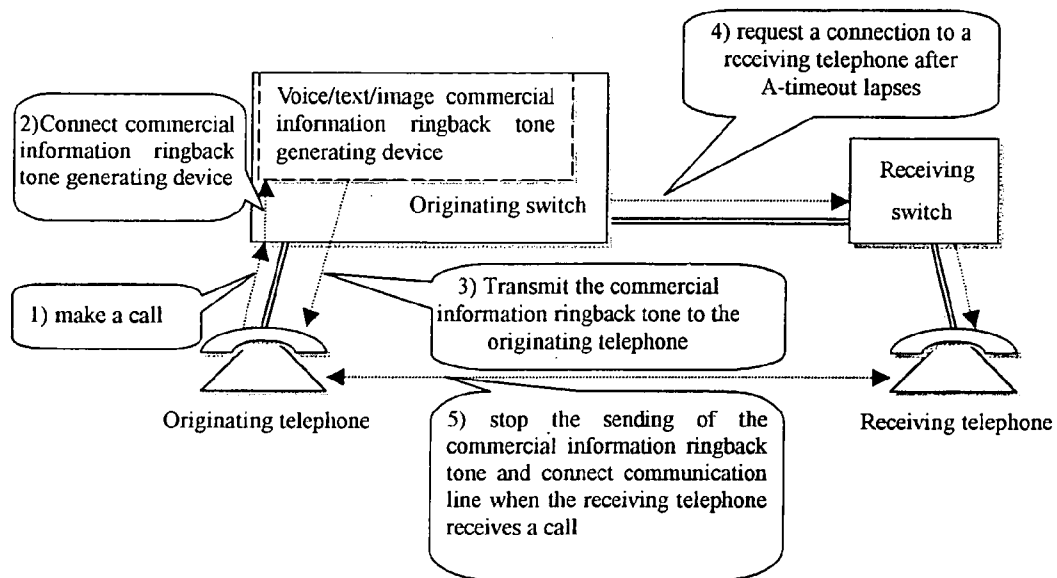 4) request a connection to a
receiving telephone after
A-timeout lapses
Voice/text/image commercial
information ringback tone
generating device
2)Connect commercial
information ringback
tone generating device
Originating switch
Receiving
switch
1) make a call
3) Transmit the commercial
information ringback tone to the
originating telephone
Originating telephone
Receiving telephone
5) stop the sending of the
commercial information ringback
tone and connect communication
line when the receiving telephone
receives a call